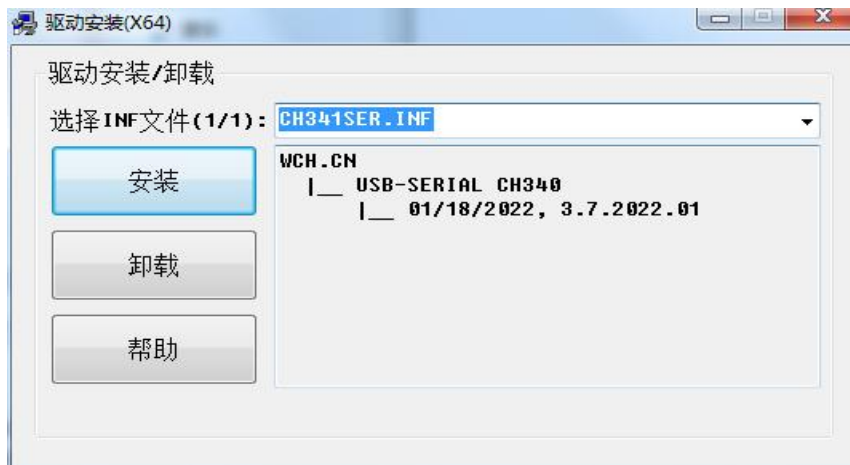 驱动安装(X64)
驱动安装/卸载
选择INF文件(1/1):
CH341SER.INF
安装
卸载
帮助
WCH.CN
|__ USB-SERIAL CH340
|__ 01/18/2022, 3.7.2022.01